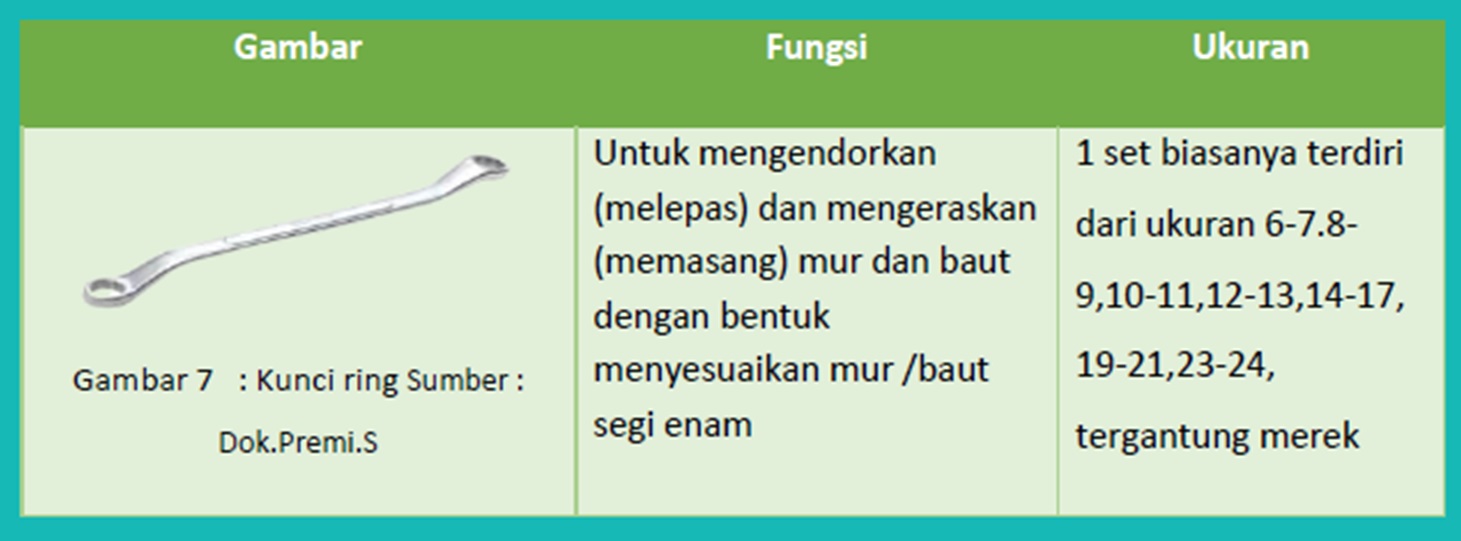 Gambar
Fungsi
Ukuran
Gambar 7 : Kunci ring Sumber :
Dok.Premi.S
Untuk mengendorkan
(melepas) dan mengeraskan
(memasang) mur dan baut
dengan bentuk
menyesuaikan mur /baut
segi enam
1 set biasanya terdiri
dari ukuran 6-7.8-
9,10-11,12-13,14-17,
19-21,23-24,
tergantung merek